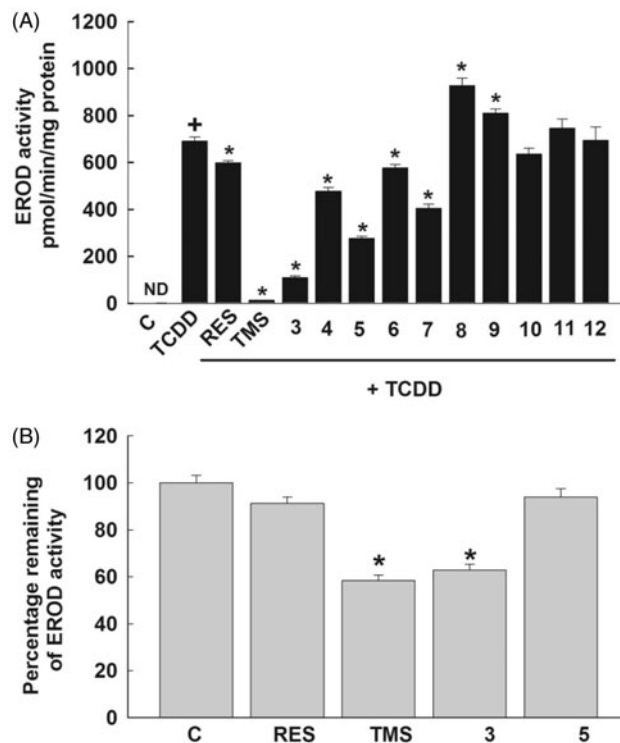 (A)
EROD activity
pmol/min/mg protein
1200
1000
800
600
400
200
0
ND
+
*
*
*
*
*
*
*
*
*
C
TCDD
RES
TMS
3
4
5
6
7
8
9
10
11
12
+ TCDD
(B)
Percentage remaining
of EROD activity
120
100
80
60
40
20
0
*
*
C
RES
TMS
3
5